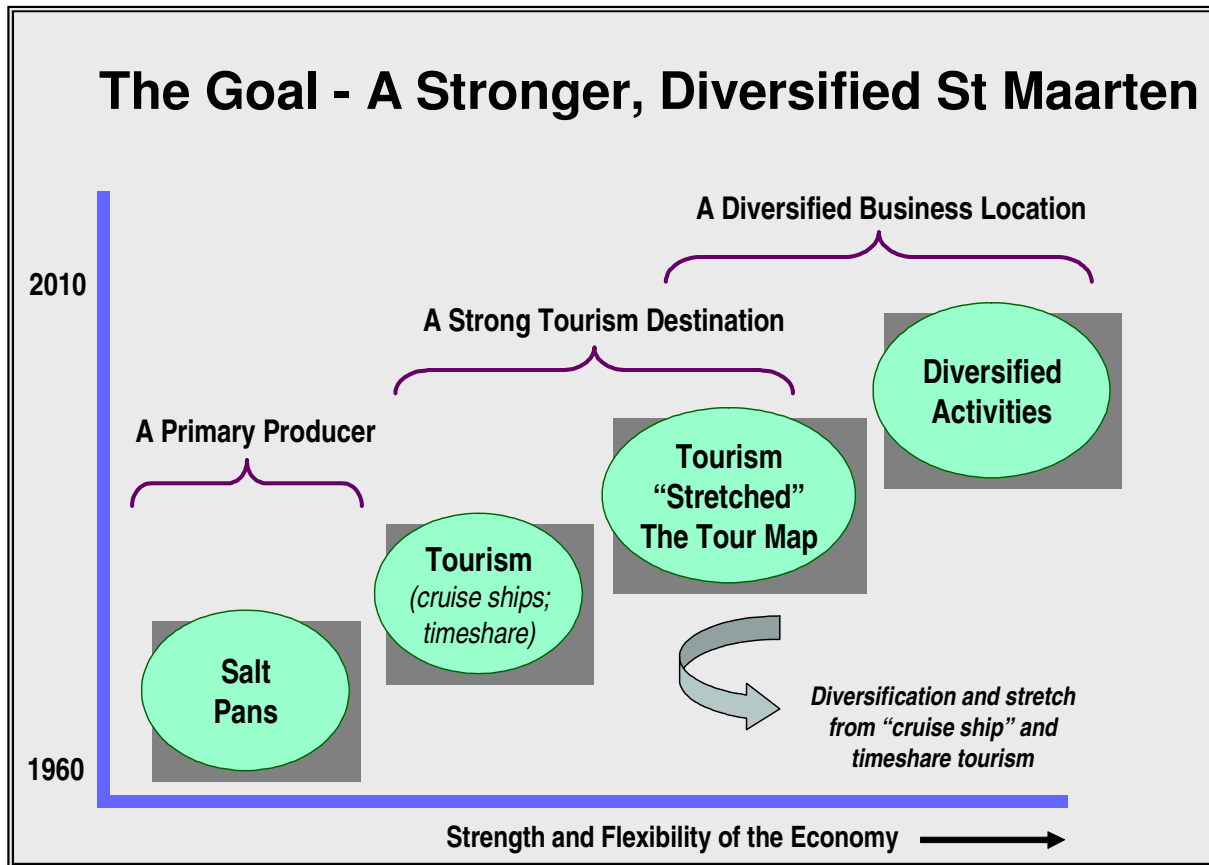 The Goal - A Stronger, Diversified St Maarten
A Diversified Business Location
2010
A Strong Tourism Destination
Diversified
Activities
A Primary Producer
Tourism
“Stretched”
The Tour Map
Tourism
(cruise ships;
timeshare)
Salt
Pans
Diversification and stretch
from “cruise ship” and
timeshare tourism
1960
Strength and Flexibility of the Economy